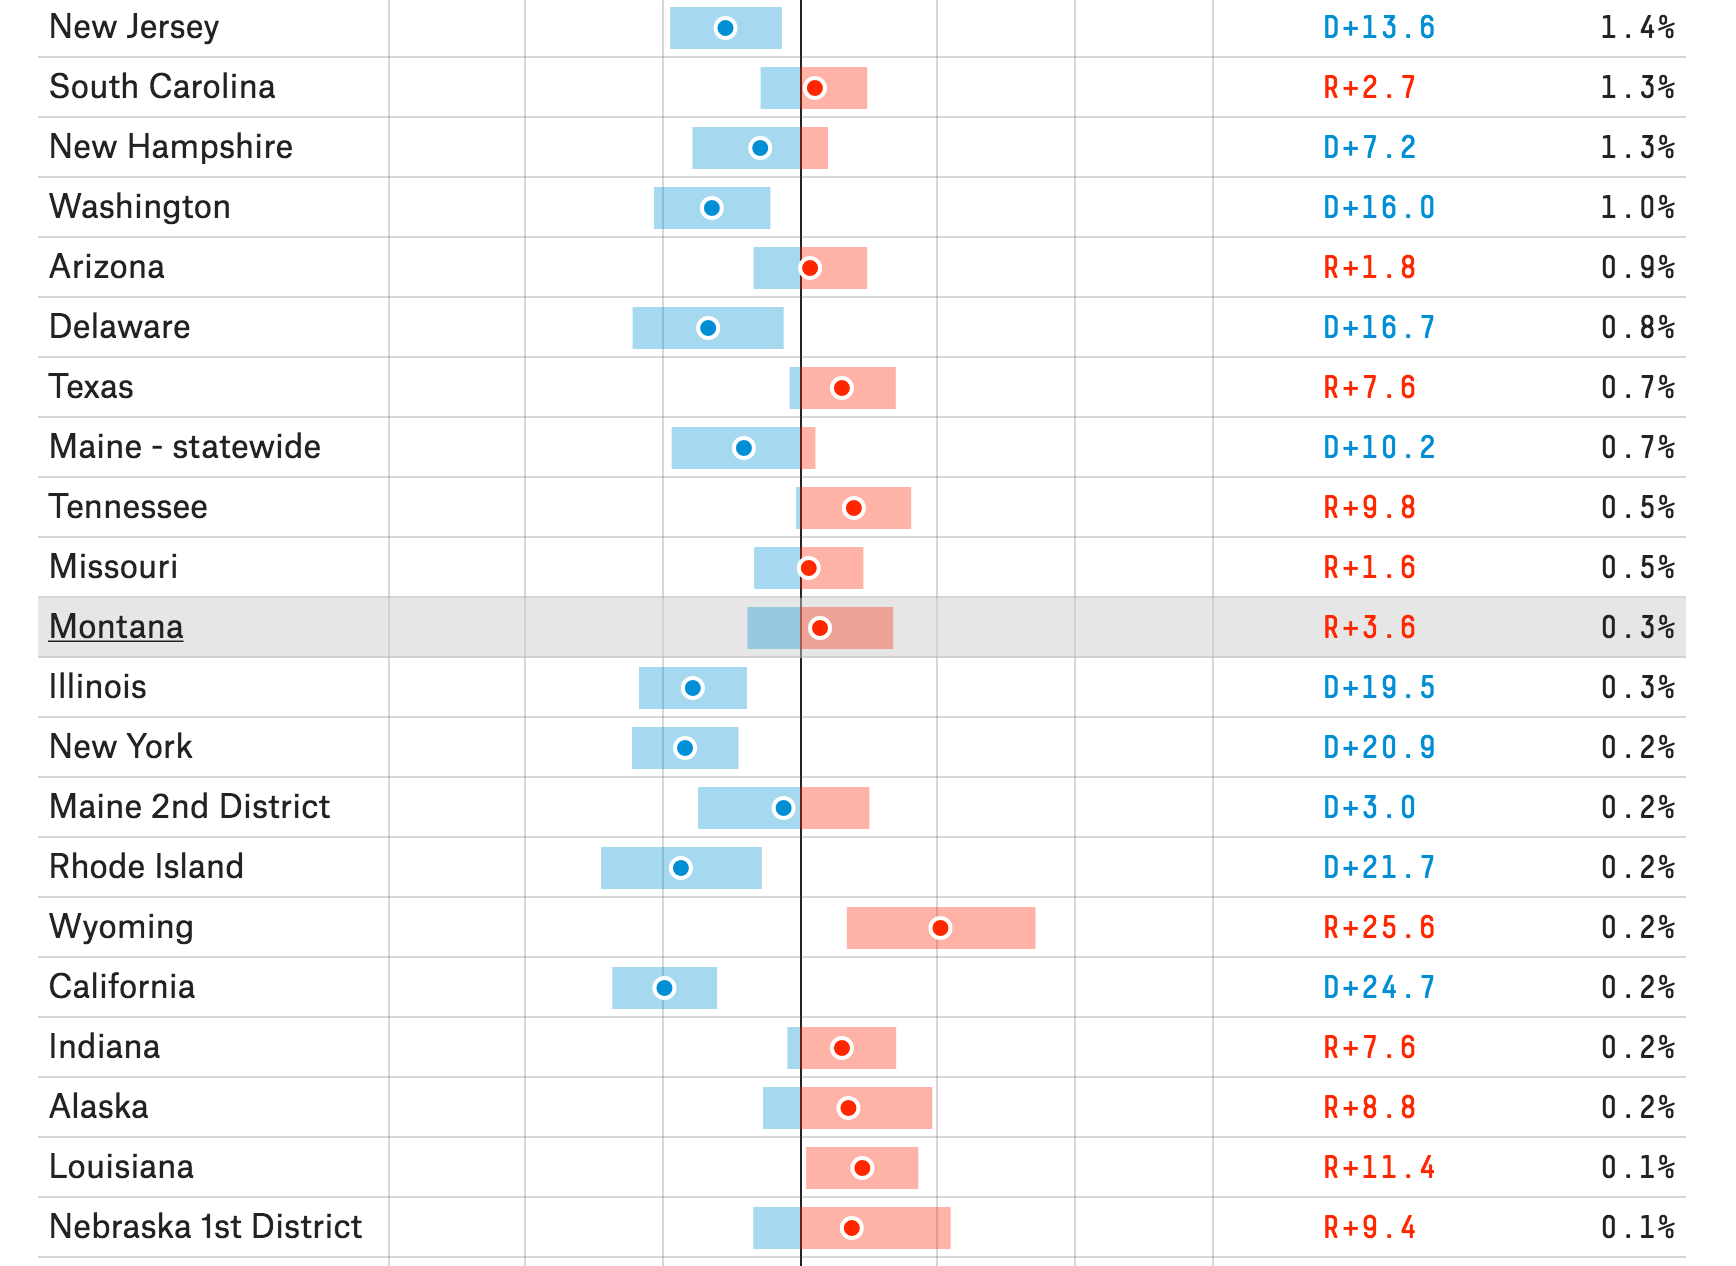 New Jersey D+13.6 1.4%
South Carolina R+2.7 1.3%
New Hampshire D+7.2 1.3%
Washington D+16.0 1.0%
Arizona R+1.8 0.9%
Delaware D+16.7 0.8%
Texas R+7.6 0.7%
Maine - statewide D+10.2 0.7%
Tennessee R+9.8 0.5%
Missouri R+1.6 0.5%
Montana R+3.6 0.3%
Illinois D+19.5 0.3%
New York D+20.9 0.2%
Maine 2nd District D+3.0 0.2%
Rhode Island D+21.7 0.2%
Wyoming R+25.6 0.2%
California D+24.7 0.2%
Indiana R+7.6 0.2%
Alaska R+8.8 0.2%
Louisiana R+11.4 0.1%
Nebraska 1st District R+9.4 0.1%